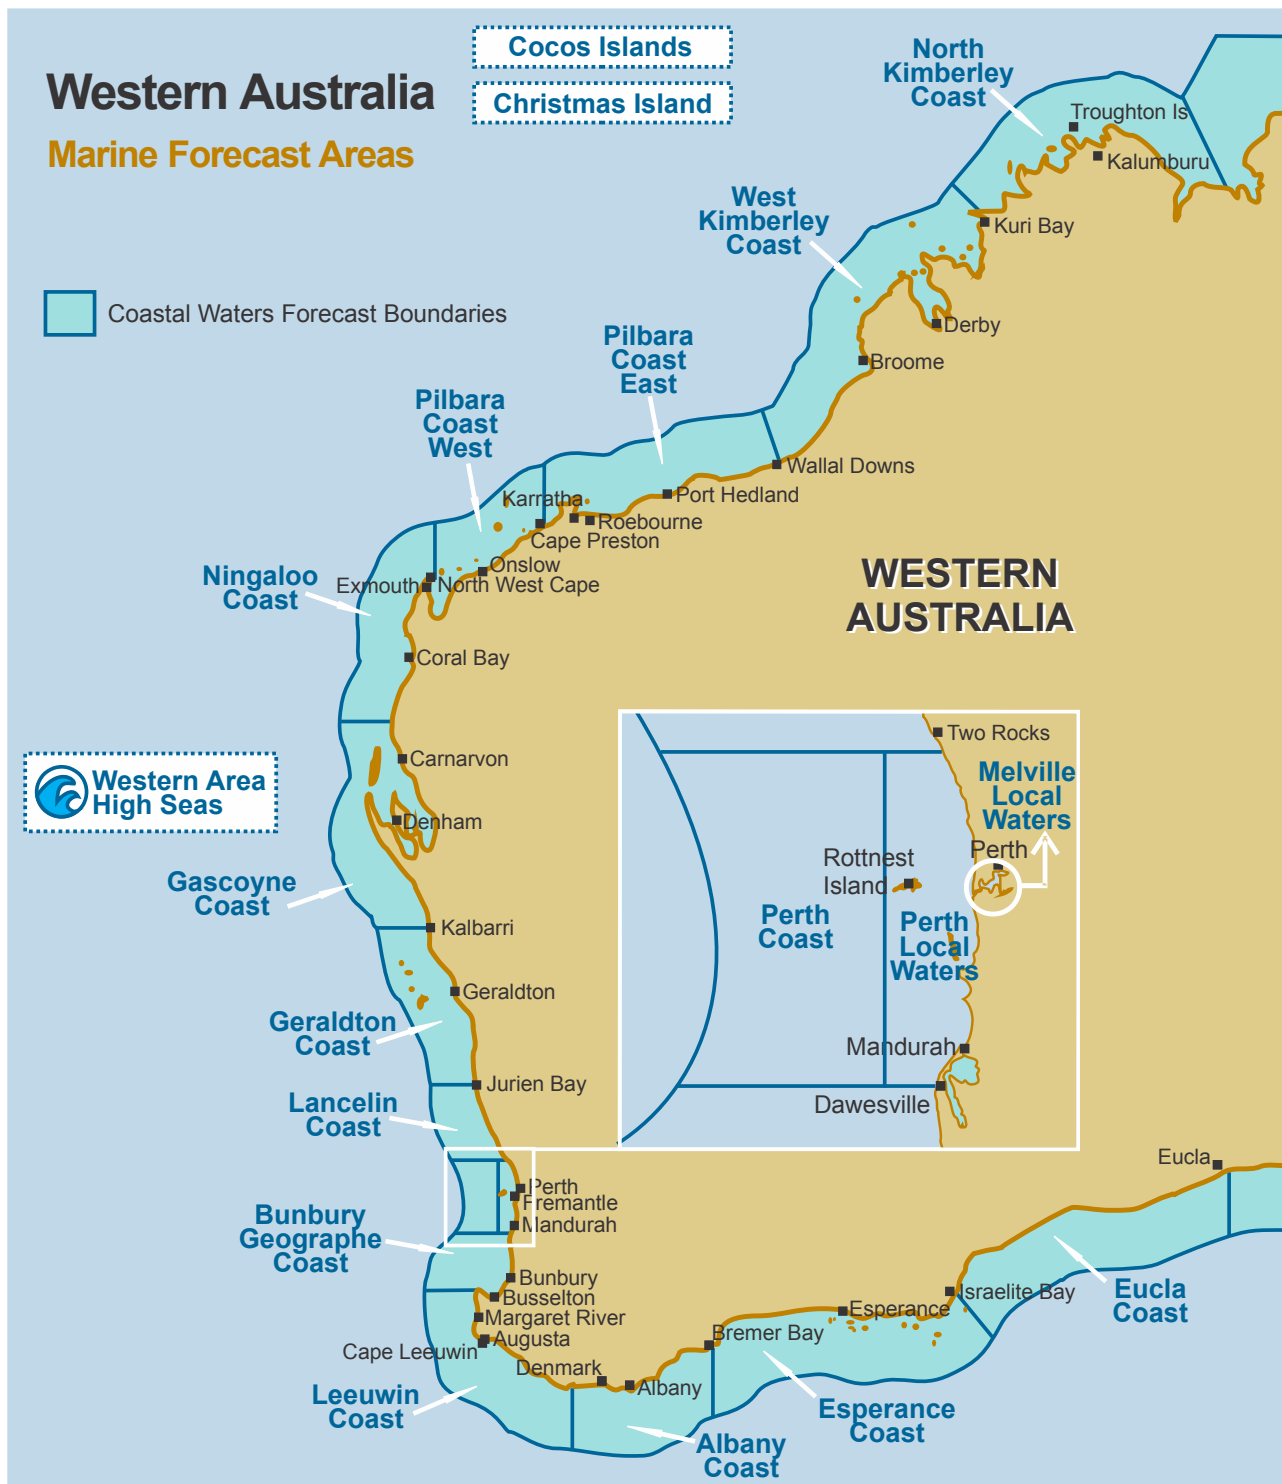 Cocos Islands
Christmas Island
Western Australia
Marine Forecast Areas
North
Kimberley
Coast
Troughton Is
Kalumburu
West
Kimberley
Coast
Kuri Bay
Coastal Waters Forecast Boundaries
Derby
Broome
Pilbara
Coast
East
Pilbara
Coast
West
Wallal Downs
Port Hedland
Karratha
Roebourne
Cape Preston
Onslow
North West Cape
Exmouth
Ningaloo
Coast
WESTERN
AUSTRALIA
Coral Bay
Carnarvon
Western Area
High Seas
Denham
Gascoyne
Coast
Kalbarri
Geraldton
Geraldton
Coast
Jurien Bay
Lancelin
Coast
Two Rocks
Melville
Local
Waters
Perth
Rottnest
Island
Perth
Coast
Perth
Local
Waters
Mandurah
Dawesville
Perth
Fremantle
Mandurah
Bunbury
Geographe
Coast
Bunbury
Busselton
Margaret River
Augusta
Cape Leeuwin
Leeuwin
Coast
Denmark
Albany
Albany
Coast
Bremer Bay
Esperance
Esperance
Coast
Israelite Bay
Eucla
Eucla
Coast